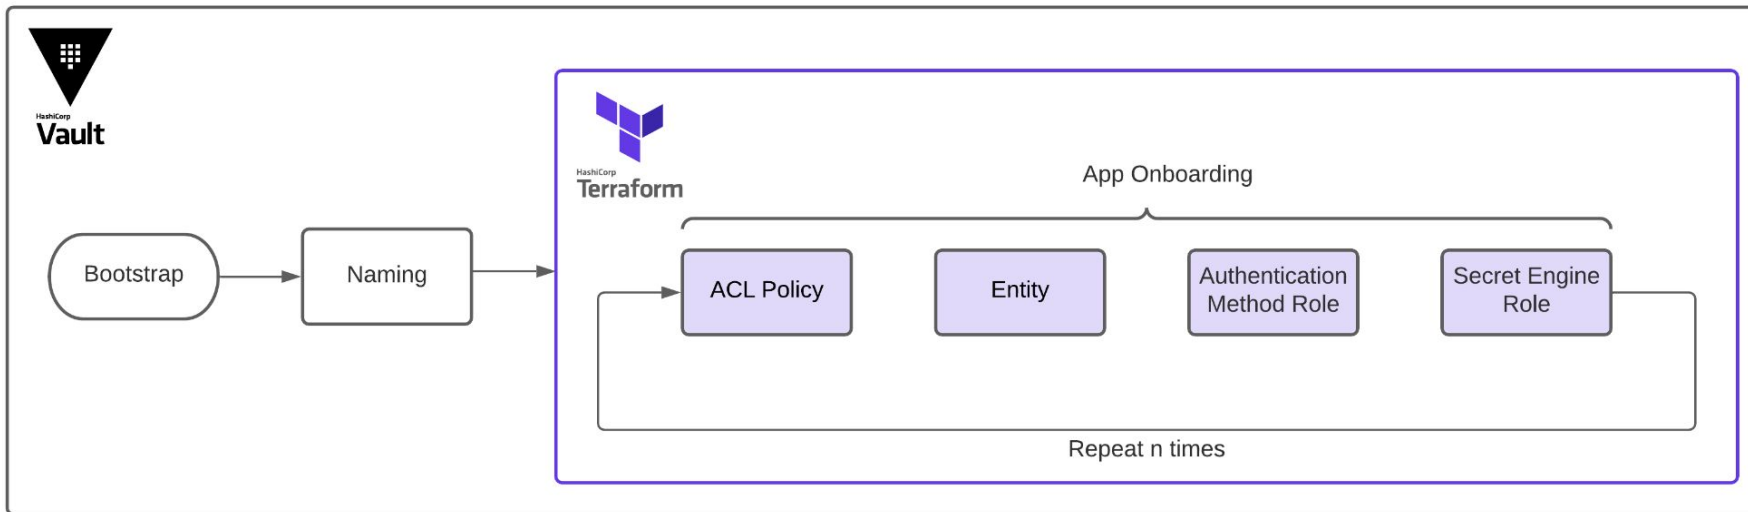 HashiCorp
Vault
HashiCorp
Terraform
App Onboarding
Bootstrap
Naming
ACL Policy
Entity
Authentication
Method Role
Secret Engine
Role
Repeat n times